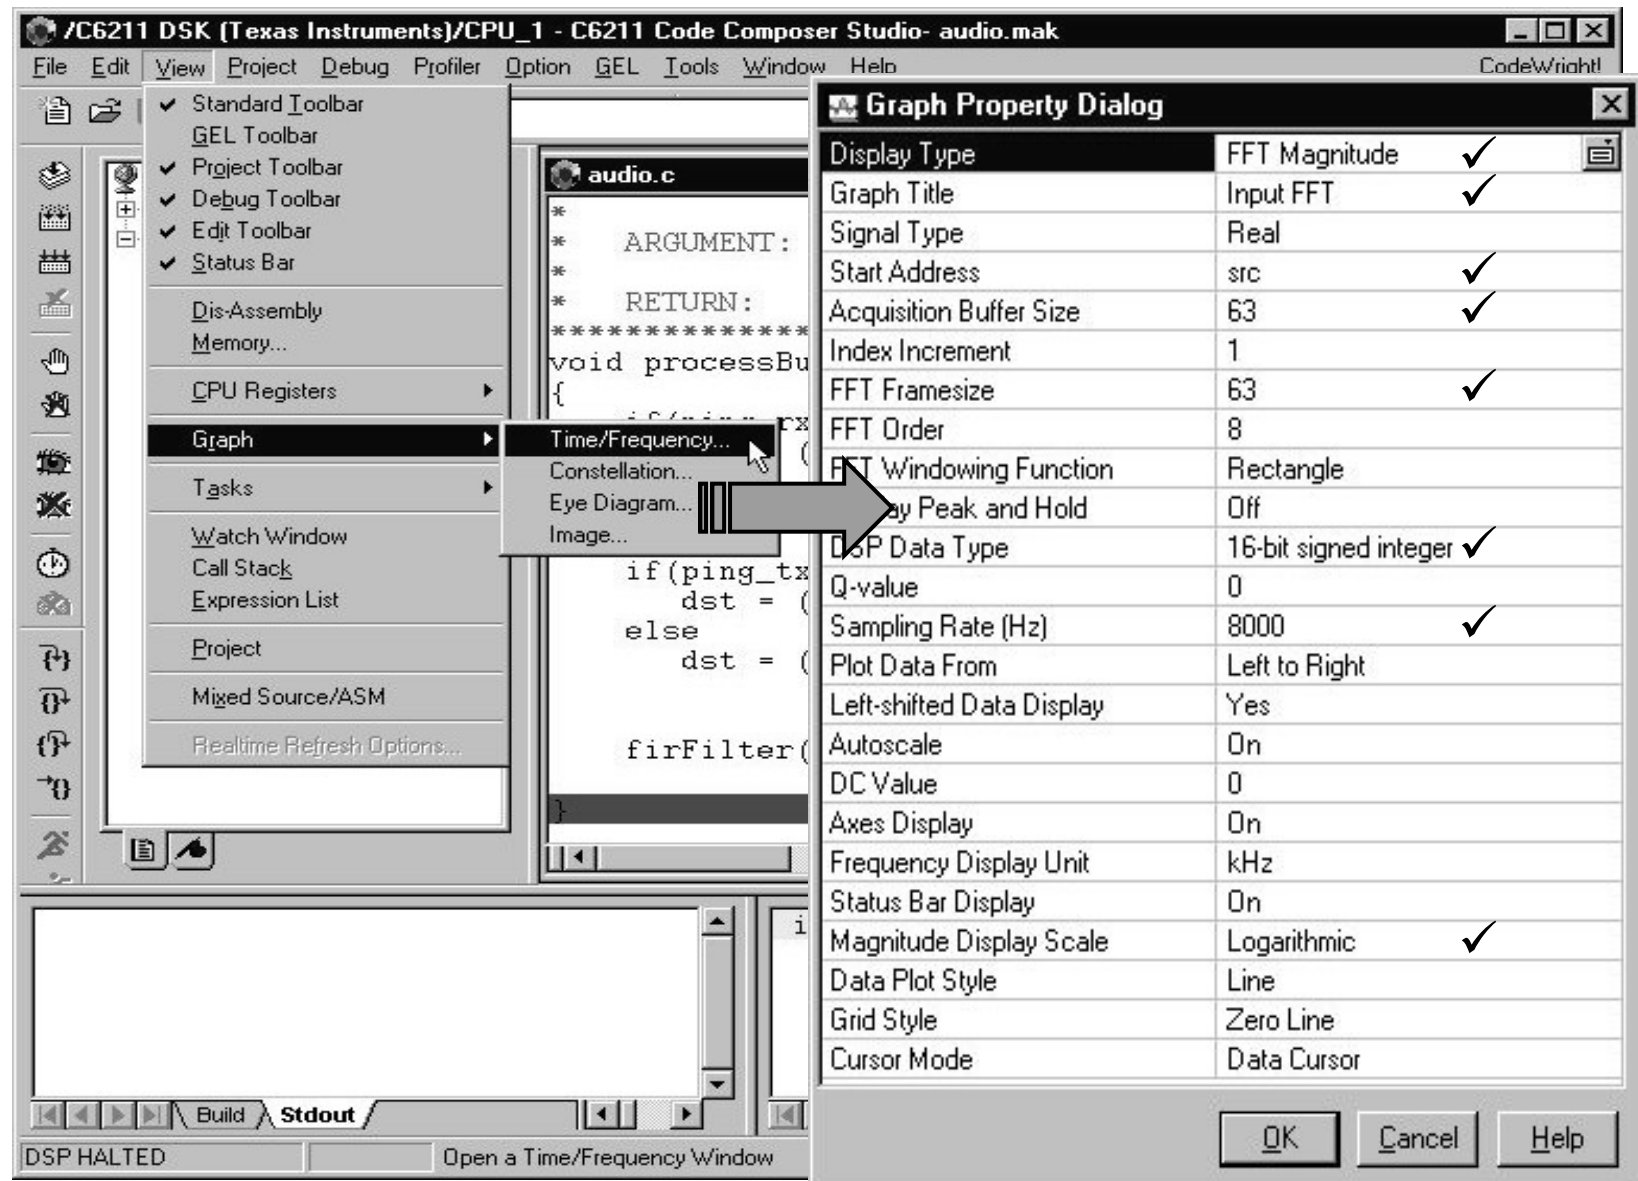 /C6211 DSK (Texas Instruments)/CPU_1 - C6211 Code Composer Studio- audio.mak
File Edit View Project Debug Profiler Option GEL Tools Window Help CodeWright!
Standard Toolbar
GEL Toolbar
Project Toolbar
Debug Toolbar
Edit Toolbar
Status Bar
Dis-Assembly
Memory...
CPU Registers
Graph
Tasks
Watch Window
Call Stack
Expression List
Project
Mixed Source/ASM
Realtime Refresh Options...
Time/Frequency...
Constellation...
Eye Diagram...
Image...
audio.c
*
* ARGUMENT:
*
* RETURN:
**************
void processBu
{
if(ping_rx
(
if(ping_tx
dst = (
else
dst = (
firFilter(
}
Graph Property Dialog
Display Type FFT Magnitude
Graph Title Input FFT
Signal Type Real
Start Address src
Acquisition Buffer Size 63
Index Increment 1
FFT Framesize 63
FFT Order 8
FFT Windowing Function Rectangle
ay Peak and Hold Off
DSP Data Type 16-bit signed integer
Q-value 0
Sampling Rate (Hz) 8000
Plot Data From Left to Right
Left-shifted Data Display Yes
Autoscale On
DC Value 0
Axes Display On
Frequency Display Unit kHz
Status Bar Display On
Magnitude Display Scale Logarithmic
Data Plot Style Line
Grid Style Zero Line
Cursor Mode Data Cursor
OK Cancel Help
i
Build Stdout
DSP HALTED Open a Time/Frequency Window